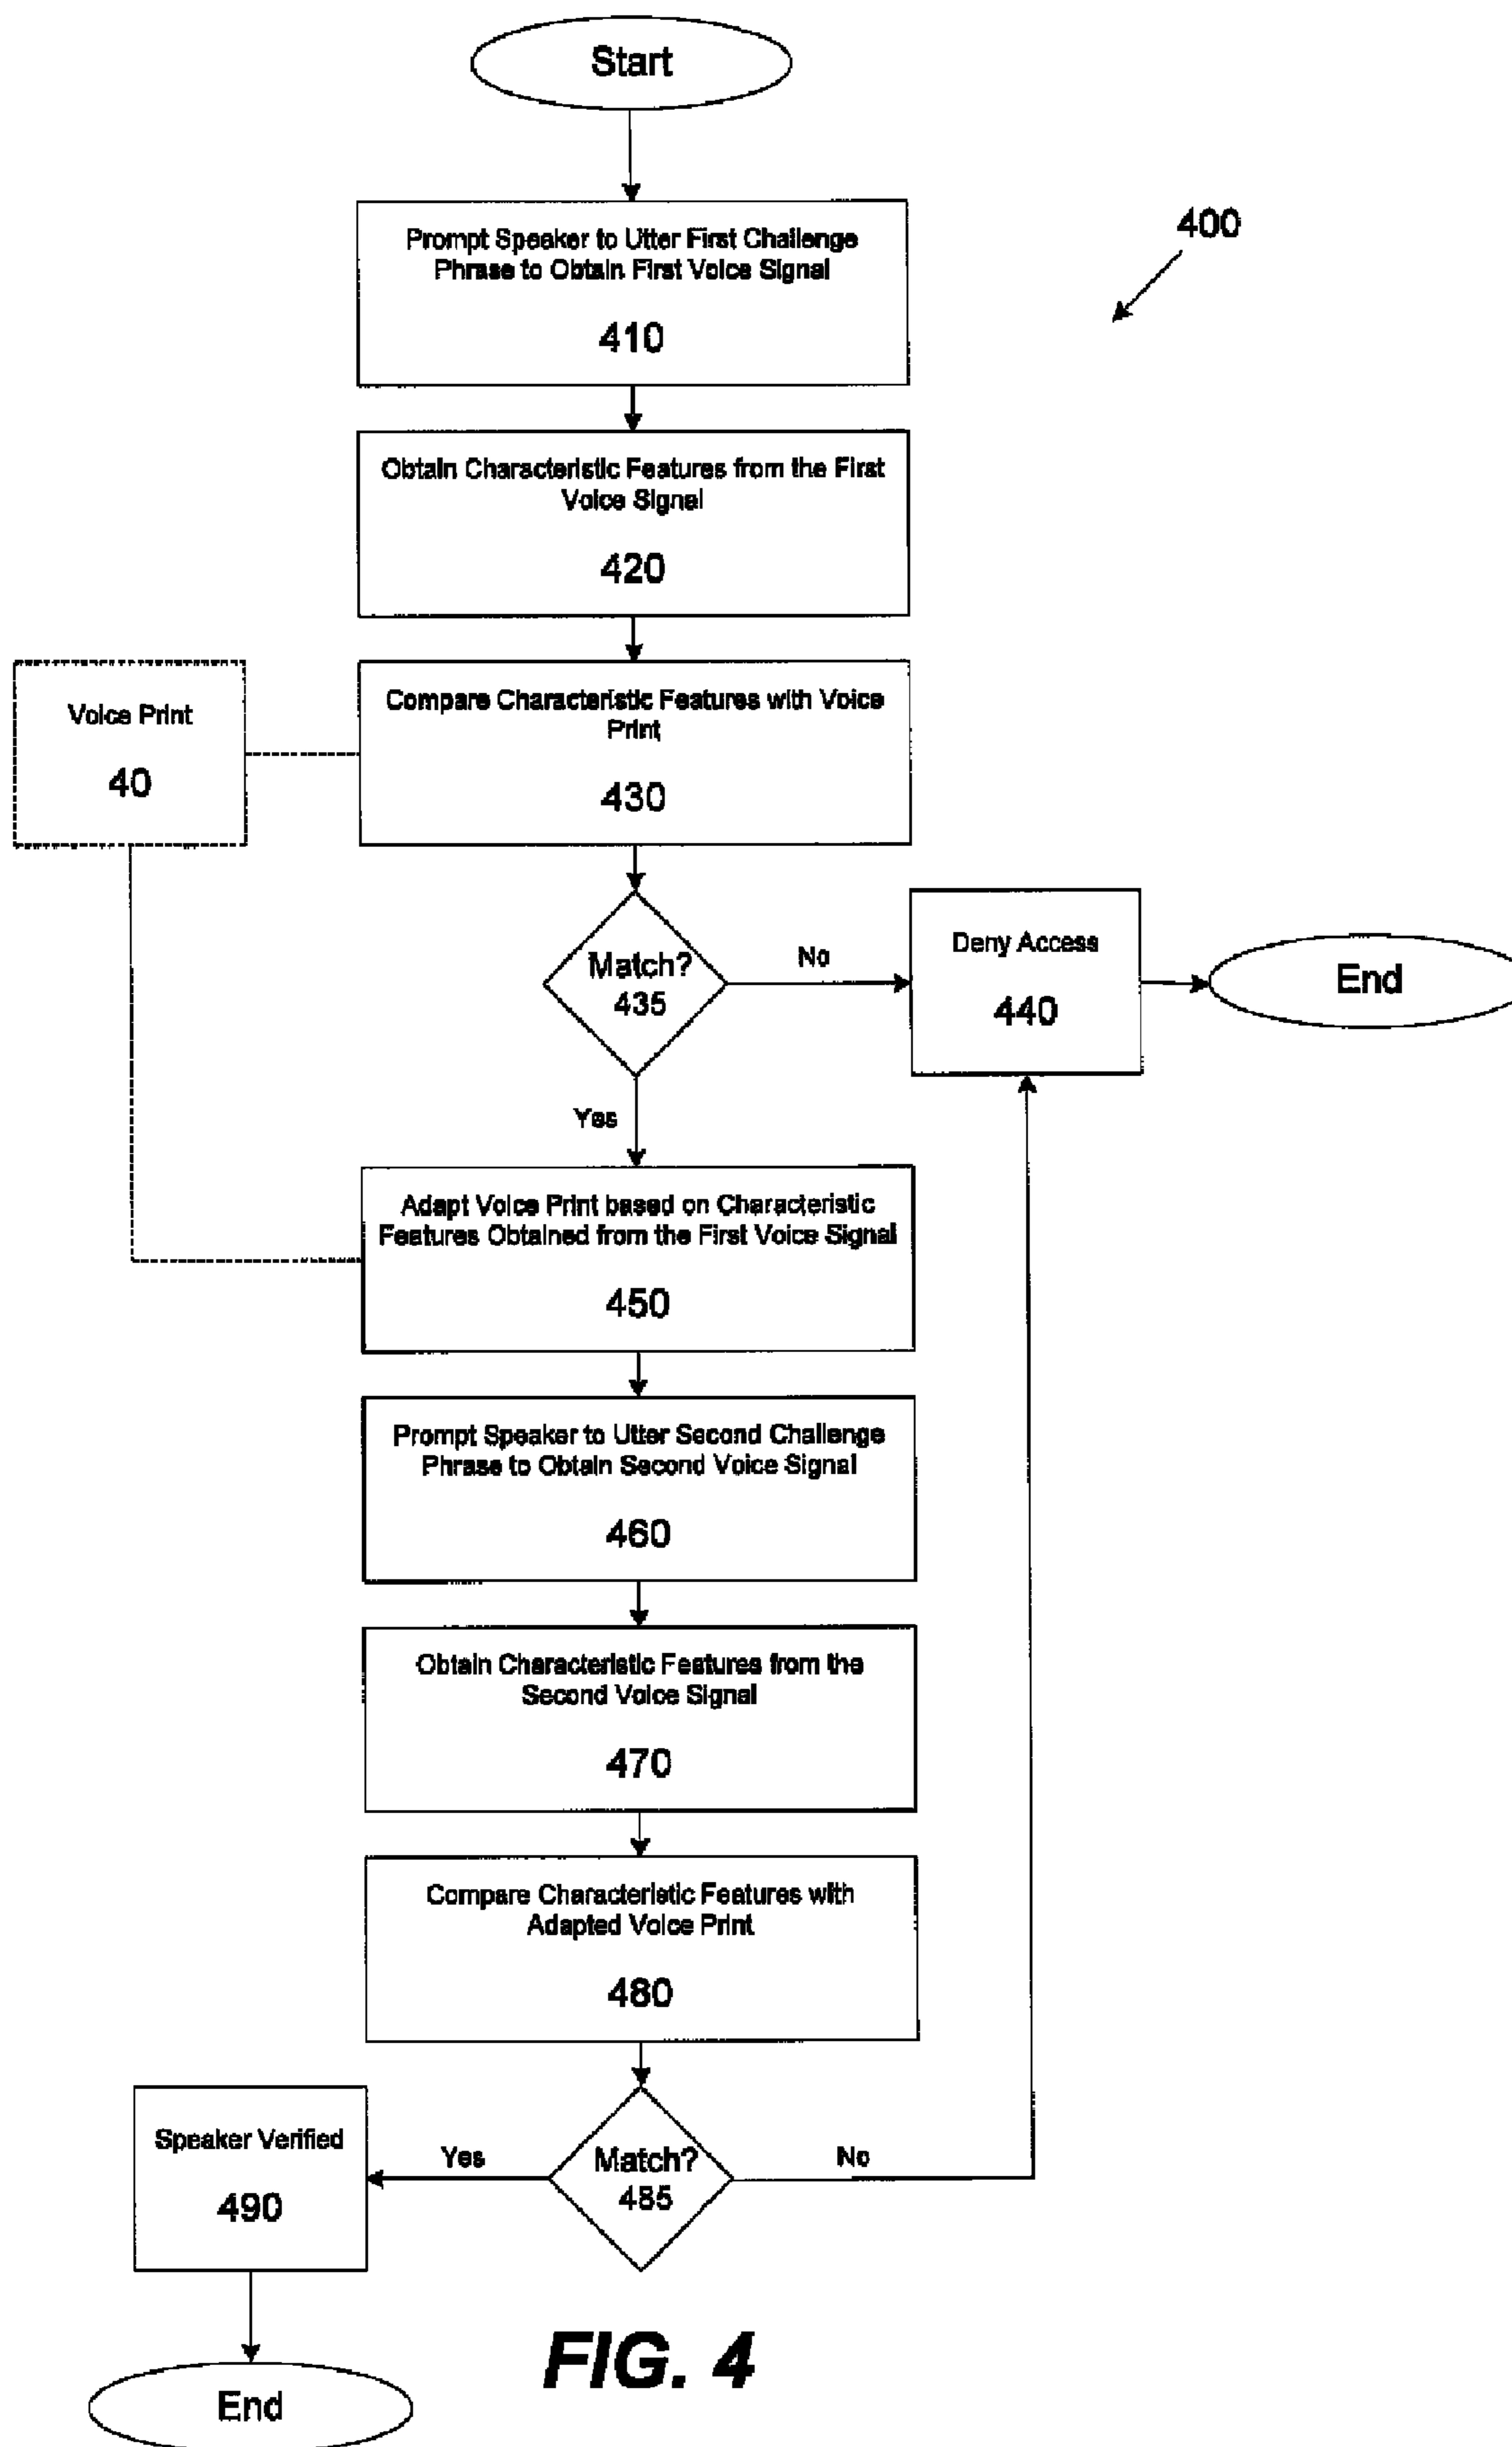 Start
400
Prompt Speaker to Utter First Challenge
Phrase to Obtain First Voice Signal
410
Obtain Characteristic Features from the First
Voice Signal
420
Voice Print
40
Compare Characteristic Features with Voice
Print
430
Match?
435
No
Deny Access
440
End
Yes
Adapt Voice Print based on Characteristic
Features Obtained from the First Voice Signal
450
Prompt Speaker to Utter Second Challenge
Phrase to Obtain Second Voice Signal
460
Obtain Characteristic Features from the
Second Voice Signal
470
Compare Characteristic Features with
Adapted Voice Print
480
Speaker Verified
490
Yes
Match?
485
No
End
FIG. 4